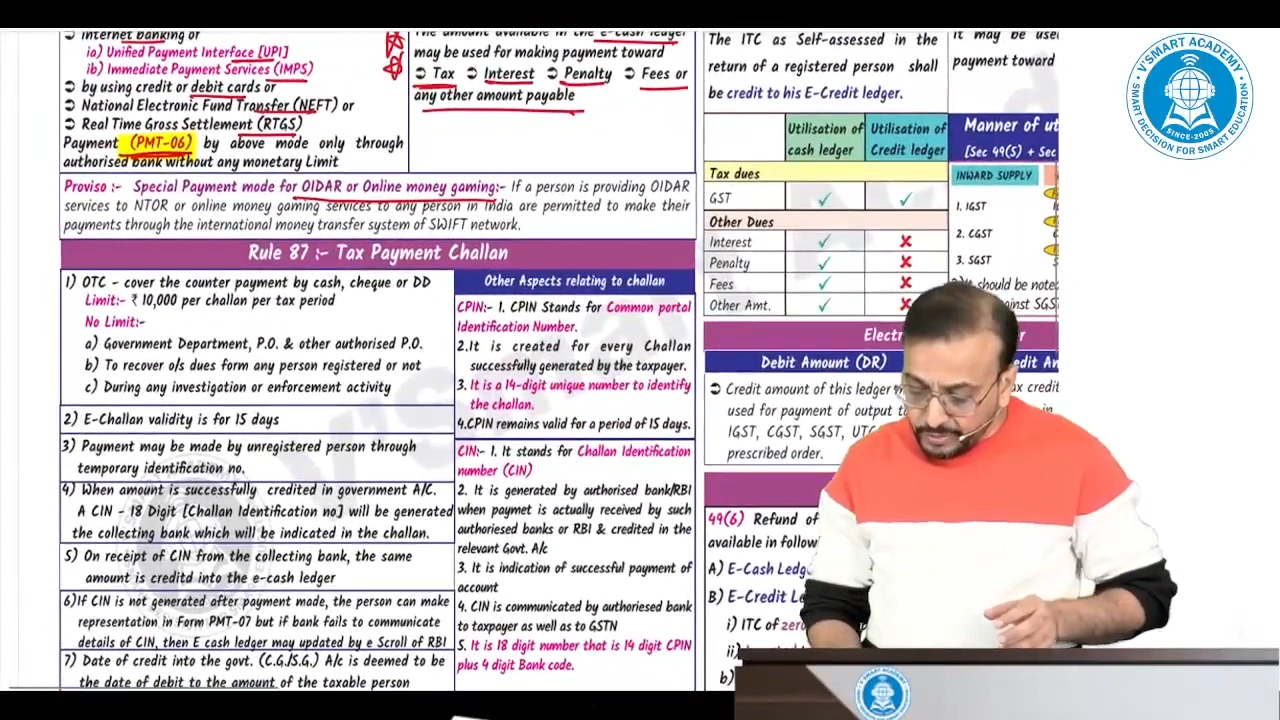 internet banking or
ia) Unified Payment Interface [UPI]
ib) Immediate Payment Services (IMPS)
➲ by using credit or debit cards or
➲ National Electronic Fund Transfer (NEFT) or
➲ Real Time Gross Settlement (RTGS)
Payment (PMT-06) by above mode only through
authorised bank without any monetary Limit
The amount available in the e-cash ledger
may be used for making payment toward
➲ Tax ➲ Interest ➲ Penalty ➲ Fees or
any other amount payable
Proviso :- Special Payment mode for OIDAR or Online money gaming:- If a person is providing OIDAR
services to NTOR or online money gaming services to any person in India are permitted to make their
payments through the international money transfer system of SWIFT network.
Rule 87 :- Tax Payment Challan
1) OTC - cover the counter payment by cash, cheque or DD
Limit:- ₹ 10,000 per challan per tax period
No Limit:-
a) Government Department, P.O. & other authorised P.O.
b) To recover o/s dues form any person registered or not
c) During any investigation or enforcement activity
2) E-Challan validity is for 15 days
3) Payment may be made by unregistered person through
temporary identification no.
4) When amount is successfully credited in government A/C.
A CIN - 18 Digit [Challan Identification no] will be generated
the collecting bank which will be indicated in the challan.
5) On receipt of CIN from the collecting bank, the same
amount is creditd into the e-cash ledger
6)If CIN is not generated after payment made, the person can make
representation in Form PMT-07 but if bank fails to communicate
details of CIN, then E cash ledger may updated by e Scroll of RBI
7) Date of credit into the govt. (C.G./S.G.) A/c is deemed to be
the date of debit to the amount of the taxable person
Other Aspects relating to challan
CPIN:- 1. CPIN Stands for Common portal
Identification Number.
2.It is created for every Challan
successfully generated by the taxpayer.
3. It is a 14-digit unique number to identify
the challan.
4.CPIN remains valid for a period of 15 days.
CIN:- 1. It stands for Challan Identification
number (CIN)
2. It is generated by authorised bank/RBI
when paymet is actually received by such
authoriesed banks or RBI & credited in the
relevant Govt. A/c
3. It is indication of successful payment of
account
4. CIN is communicated by authoriesed bank
to taxpayer as well as to GSTN
5. It is 18 digit number that is 14 digit CPIN
plus 4 digit Bank code.
The ITC as Self-assessed in the
return of a registered person shall
be credit to his E-Credit ledger.
It may be used
payment toward
Utilisation of cash ledger
Utilisation of Credit ledger
Tax dues
GST ✓ ✓
Other Dues
Interest ✓ ✗
Penalty ✓ ✗
Fees ✓ ✗
Other Amt. ✓ ✗
Manner of ut
[Sec 49(5) + Sec
INWARD SUPPLY
1. IGST
2. CGST
3. SGST
should be note
against SGS
Electr
Debit Amount (DR)
➲ Credit amount of this ledger
used for payment of output
IGST, CGST, SGST,
prescribed order.
49(6) Refund of
available in
A) E-Cash Ledg
B) E-Credit Le
i) ITC of zer
ii)
b)
V'SMART ACADEMY
SMART DECISION FOR SMART EDUCATION
SINCE-2005